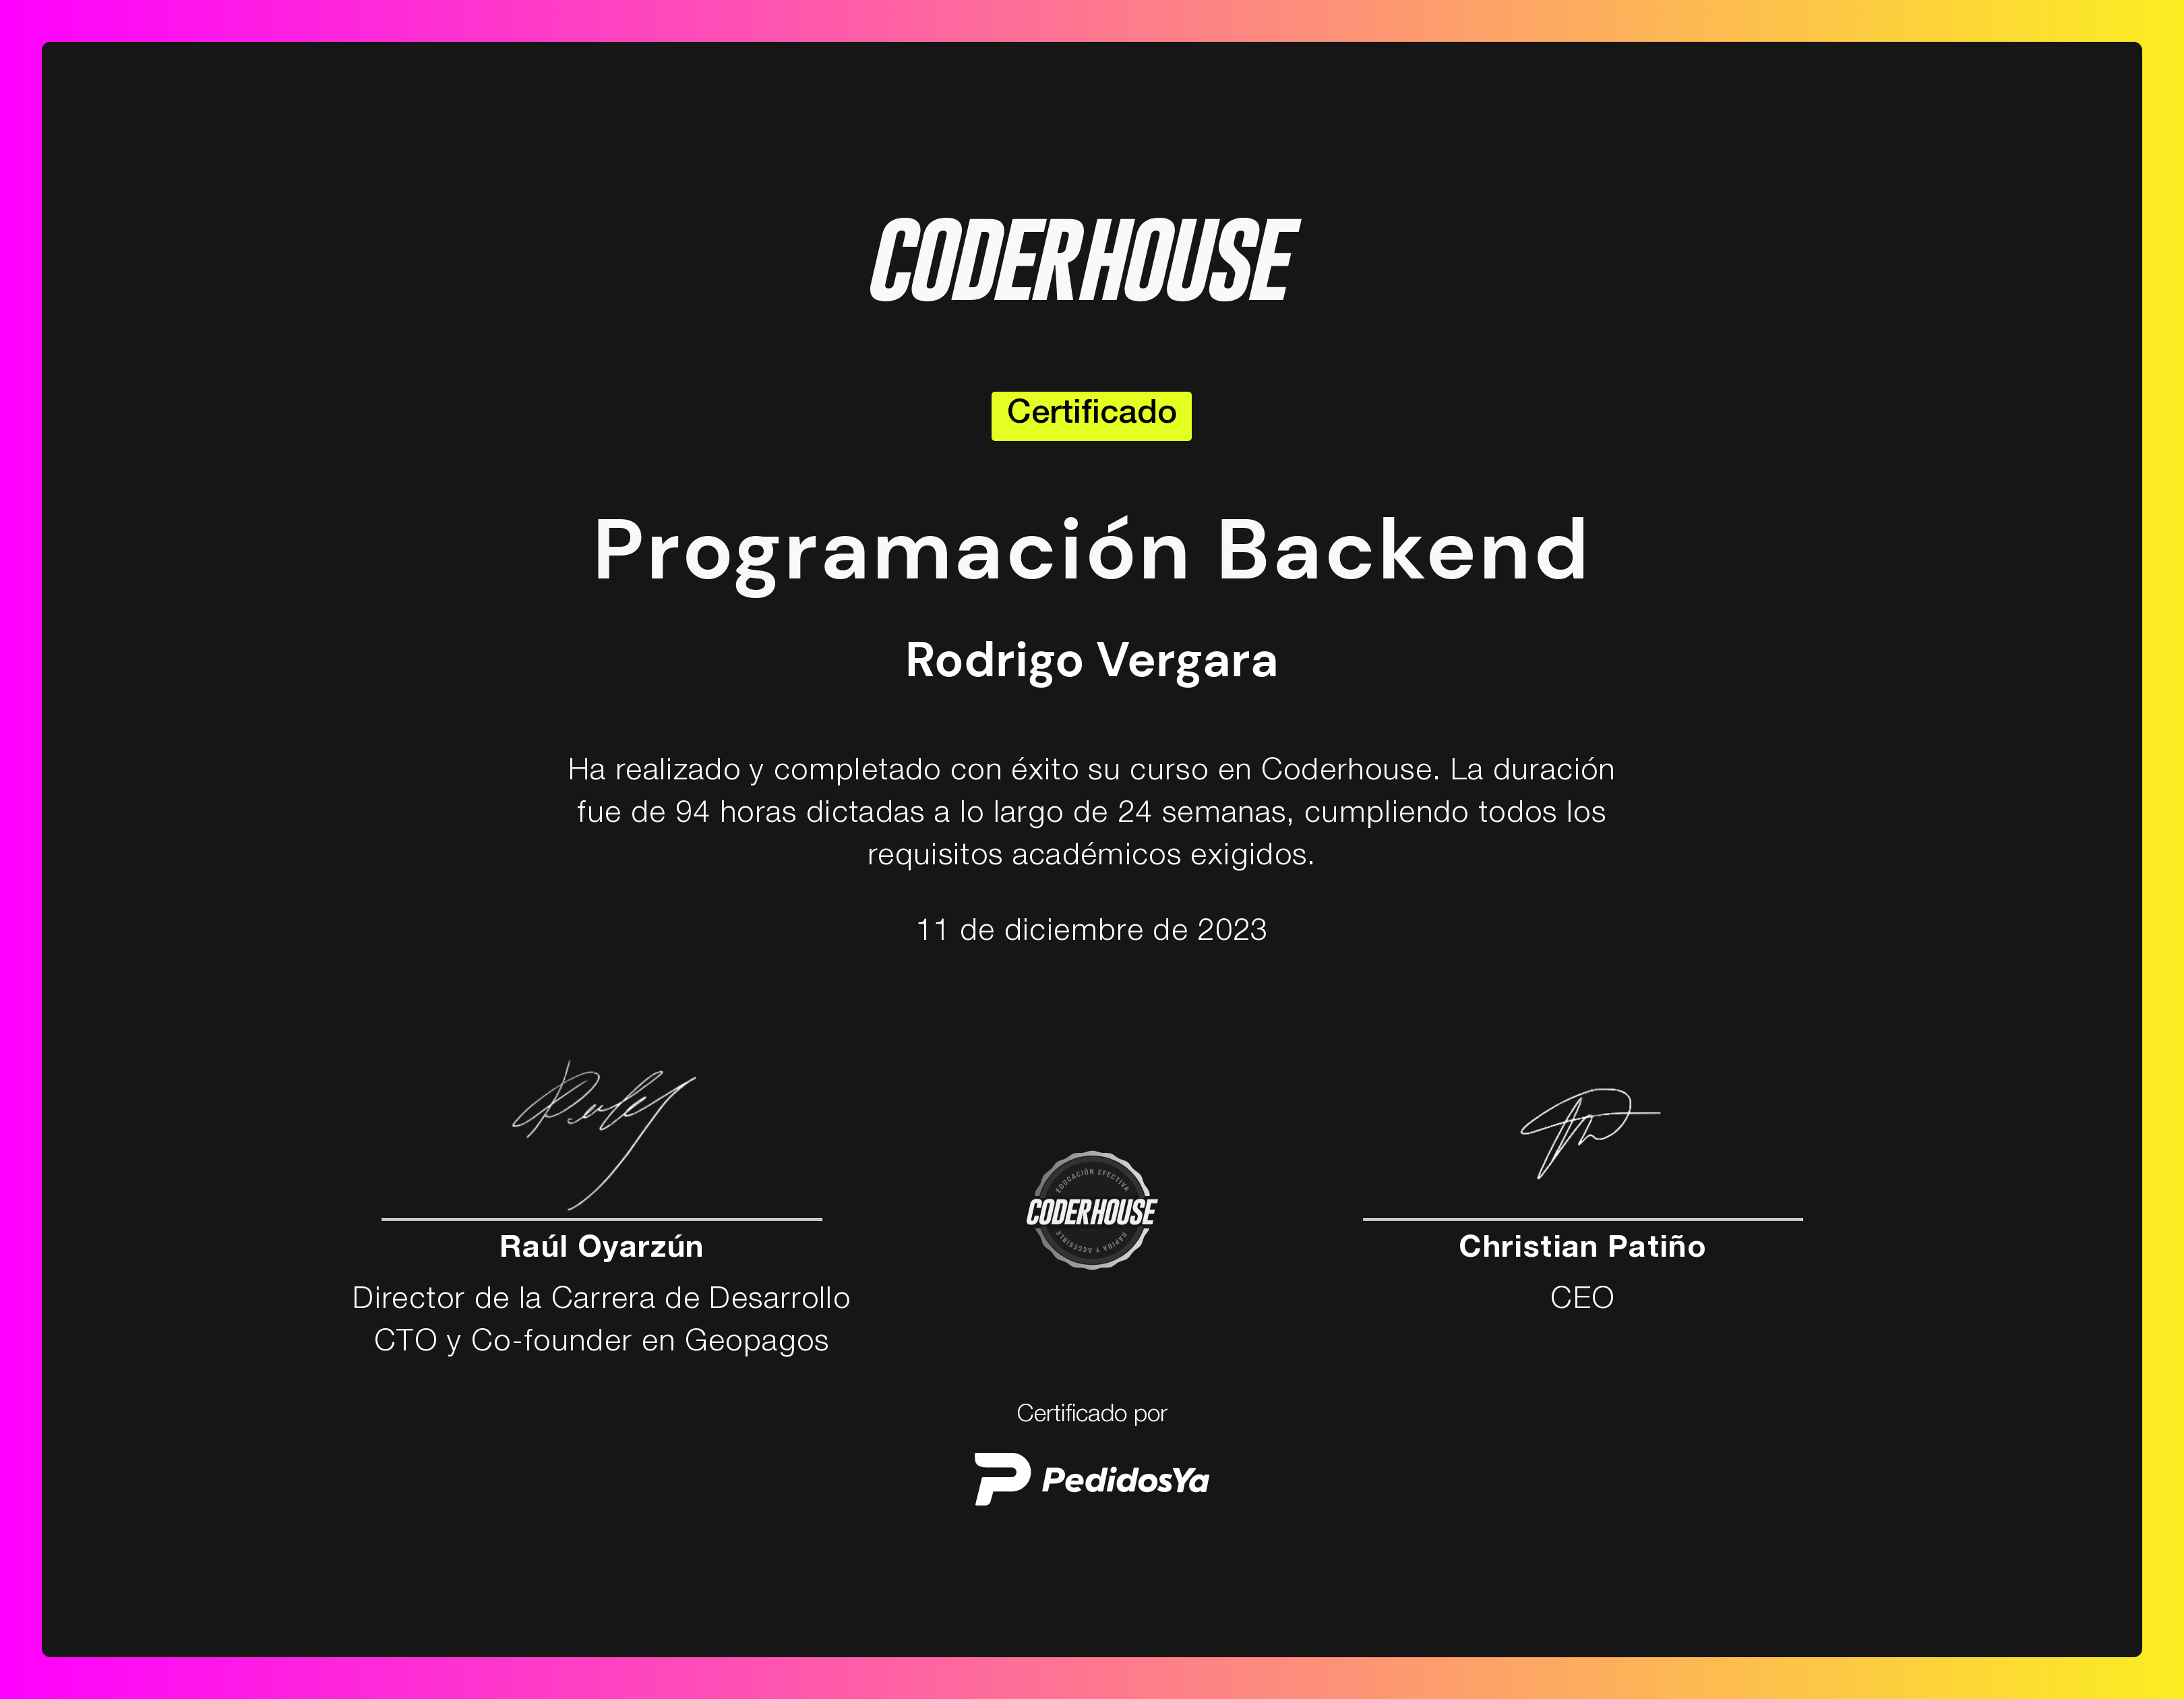 CODERHOUSE
Certificado
Programación Backend
Rodrigo Vergara
Ha realizado y completado con éxito su curso en Coderhouse. La duración
fue de 94 horas dictadas a lo largo de 24 semanas, cumpliendo todos los
requisitos académicos exigidos.
11 de diciembre de 2023
Raúl Oyarzún
Director de la Carrera de Desarrollo
CTO y Co-founder en Geopagos
EDUCACIÓN EFECTIVA
CODERHOUSE
RÁPIDA Y ACCESIBLE
Christian Patiño
CEO
Certificado por
PedidosYa